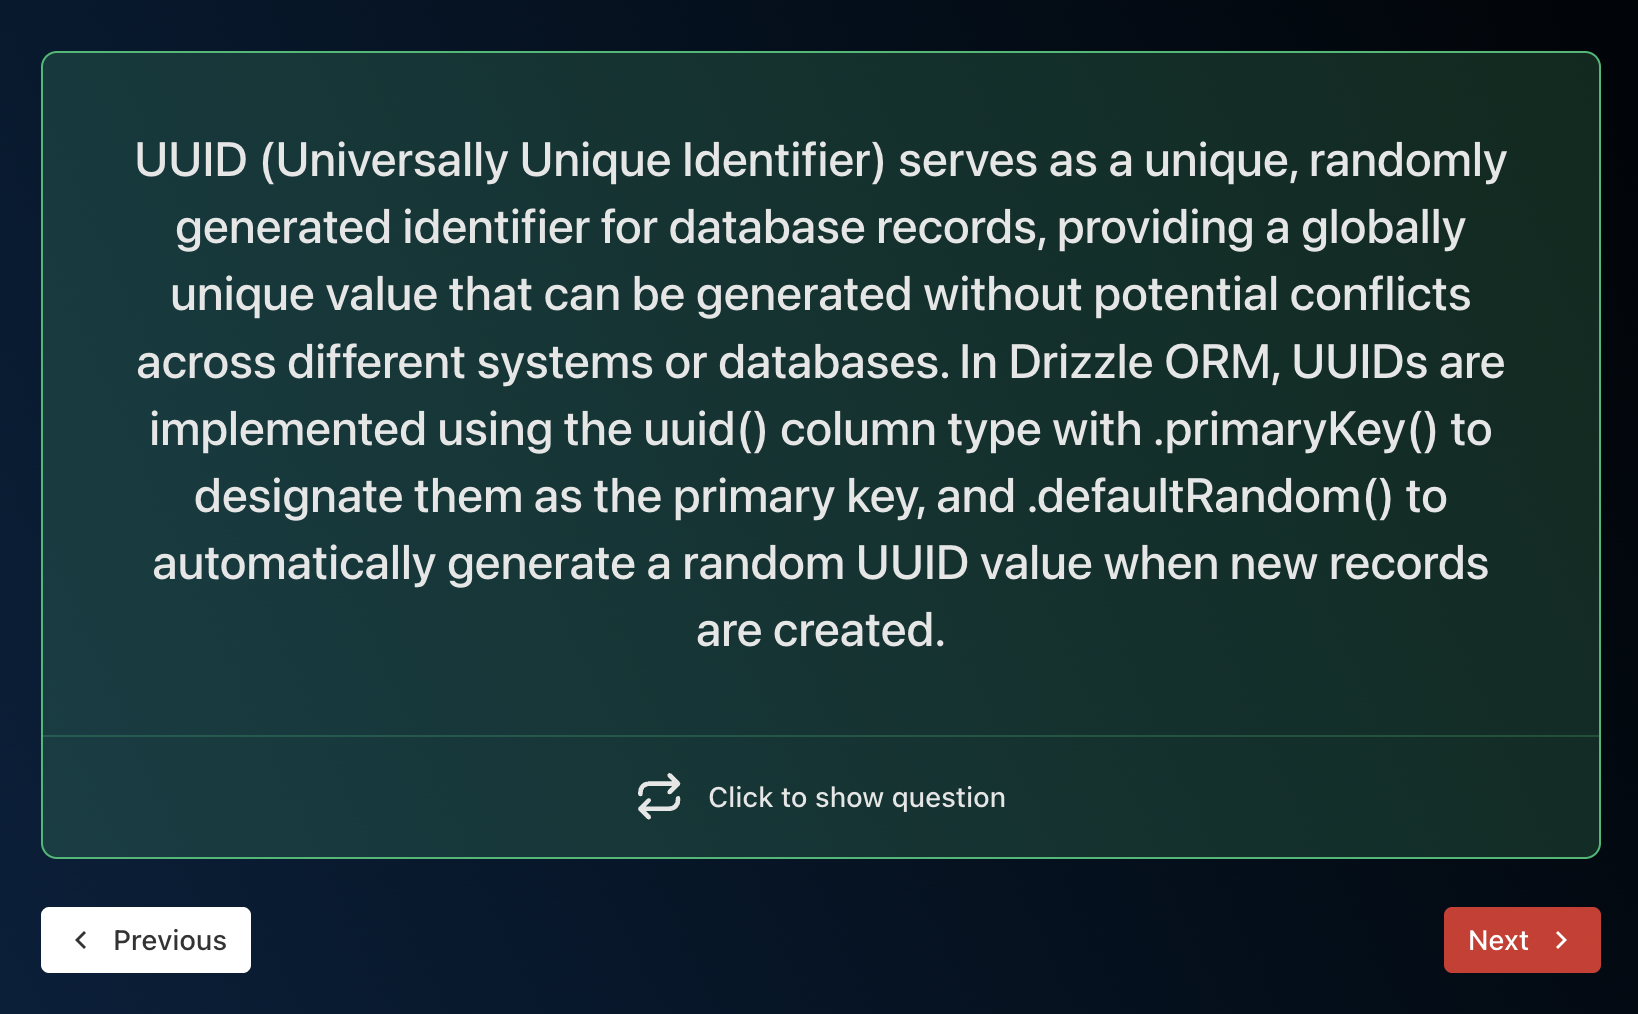 UUID (Universally Unique Identifier) serves as a unique, randomly
generated identifier for database records, providing a globally
unique value that can be generated without potential conflicts
across different systems or databases. In Drizzle ORM, UUIDs are
implemented using the uuid() column type with .primaryKey() to
designate them as the primary key, and .defaultRandom() to
automatically generate a random UUID value when new records
are created.
Click to show question
Previous
Next